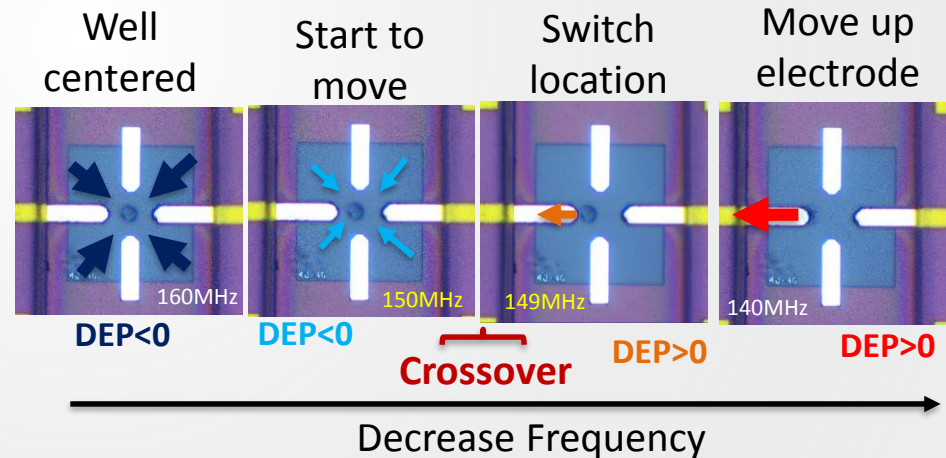 Well
centered
Start to
move
Switch
location
Move up
electrode
160MHz
150MHz
149MHz
140MHz
DEP<0
DEP<0
DEP>0
DEP>0
Crossover
Decrease Frequency